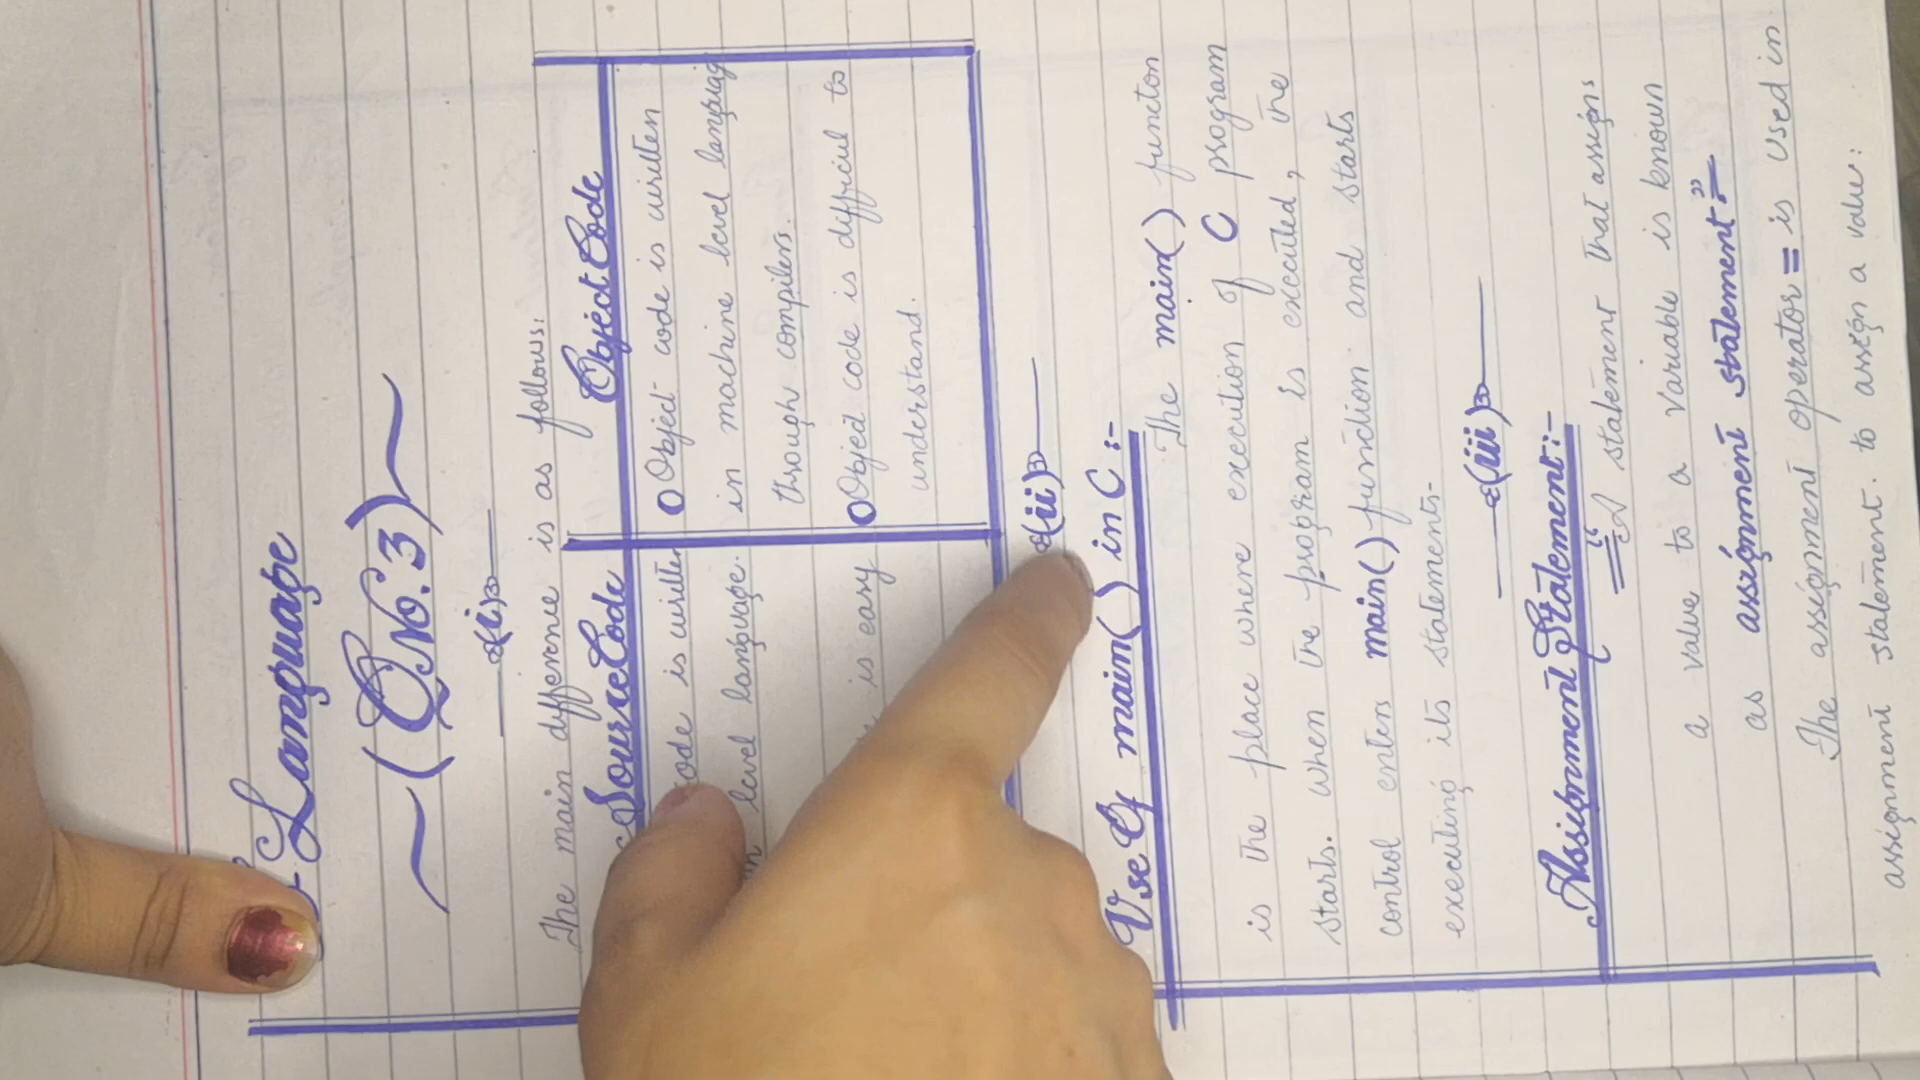 Language
(Q No:3)
(i)
The main difference is as follows:
Source Code
Object Code
code is written
level language.
is easy
Object code is written
in machine level languag
through compilers.
Object code is difficul to
understand.
(ii)
Use Of main() in C:-
The main() functon
is the place where execution of C program
starts. When the program is executed, the
control enters main() function and starts
executing its statements.
(iii)
Assignment Statement:-
"A statement that assigns
a value to a variable is known
as assignment statement"
The assignment operator = is used in
assignment statement to assign a value: